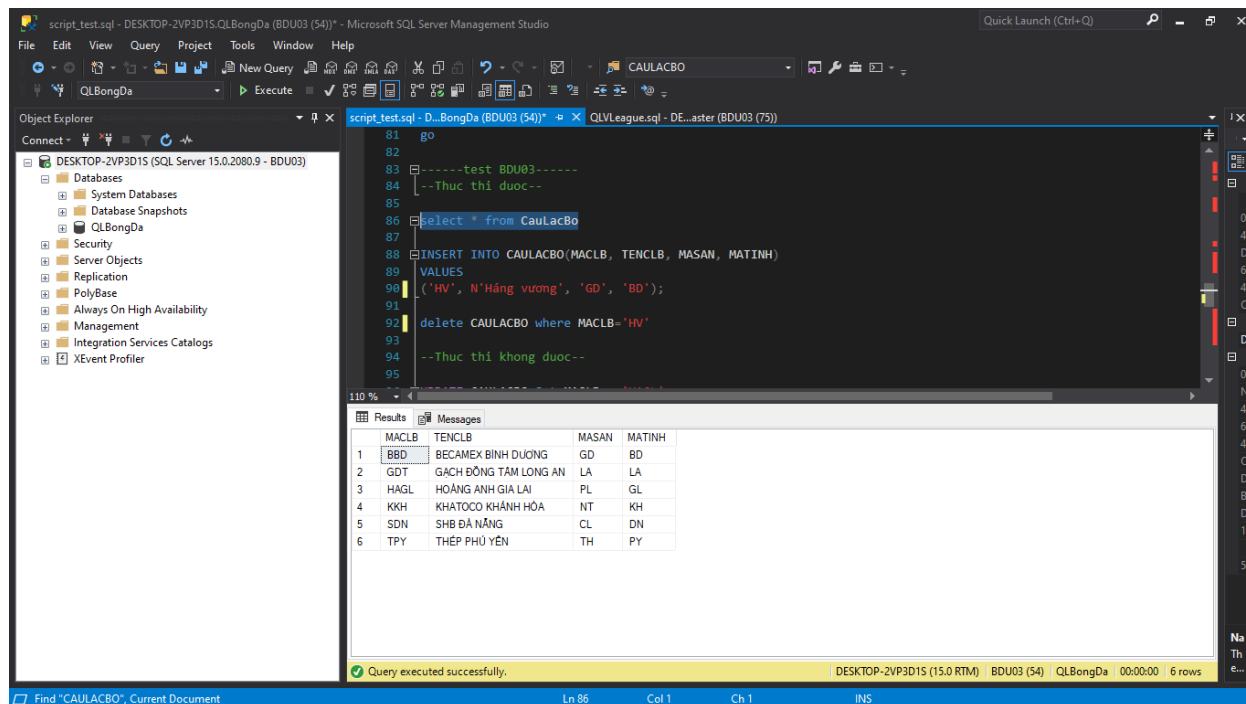 script_test.sql - DESKTOP-2VP3D1S.QLBongDa (BDU03 (54))* - Microsoft SQL Server Management Studio
Quick Launch (Ctrl+Q)
File Edit View Query Project Tools Window Help
New Query
CAULACBO
QLBongDa
Execute
Object Explorer
script_test.sql - D...BongDa (BDU03 (54))*
QLVLeague.sql - DE...aster (BDU03 (75))
Connect
DESKTOP-2VP3D1S (SQL Server 15.0.2080.9 - BDU03)
Databases
System Databases
Database Snapshots
QLBongDa
Security
Server Objects
Replication
PolyBase
Always On High Availability
Management
Integration Services Catalogs
XEvent Profiler
81 go
82
83 ------test BDU03------
84 --Thuc thi duoc--
85
86 select * from CauLacBo
87
88 INSERT INTO CAULACBO(MACLB, TENCLB, MASAN, MATINH)
89 VALUES
90 ('HV', N'Háng vương', 'GD', 'BD');
91
92 delete CAULACBO where MACLB='HV'
93
94 --Thuc thi khong duoc--
95
110 %
Results Messages
MACLB TENCLB MASAN MATINH
1 BBD BECAMEX BÌNH DƯƠNG GD BD
2 GDT GẠCH ĐỒNG TÂM LONG AN LA LA
3 HAGL HOÀNG ANH GIA LAI PL GL
4 KKH KHATOCO KHÁNH HÒA NT KH
5 SDN SHB ĐÀ NẴNG CL DN
6 TPY THÉP PHÚ YÊN TH PY
Query executed successfully.
DESKTOP-2VP3D1S (15.0 RTM) BDU03 (54) QLBongDa 00:00:00 6 rows
Na
Th
e...
Find "CAULACBO", Current Document
Ln 86 Col 1 Ch 1 INS